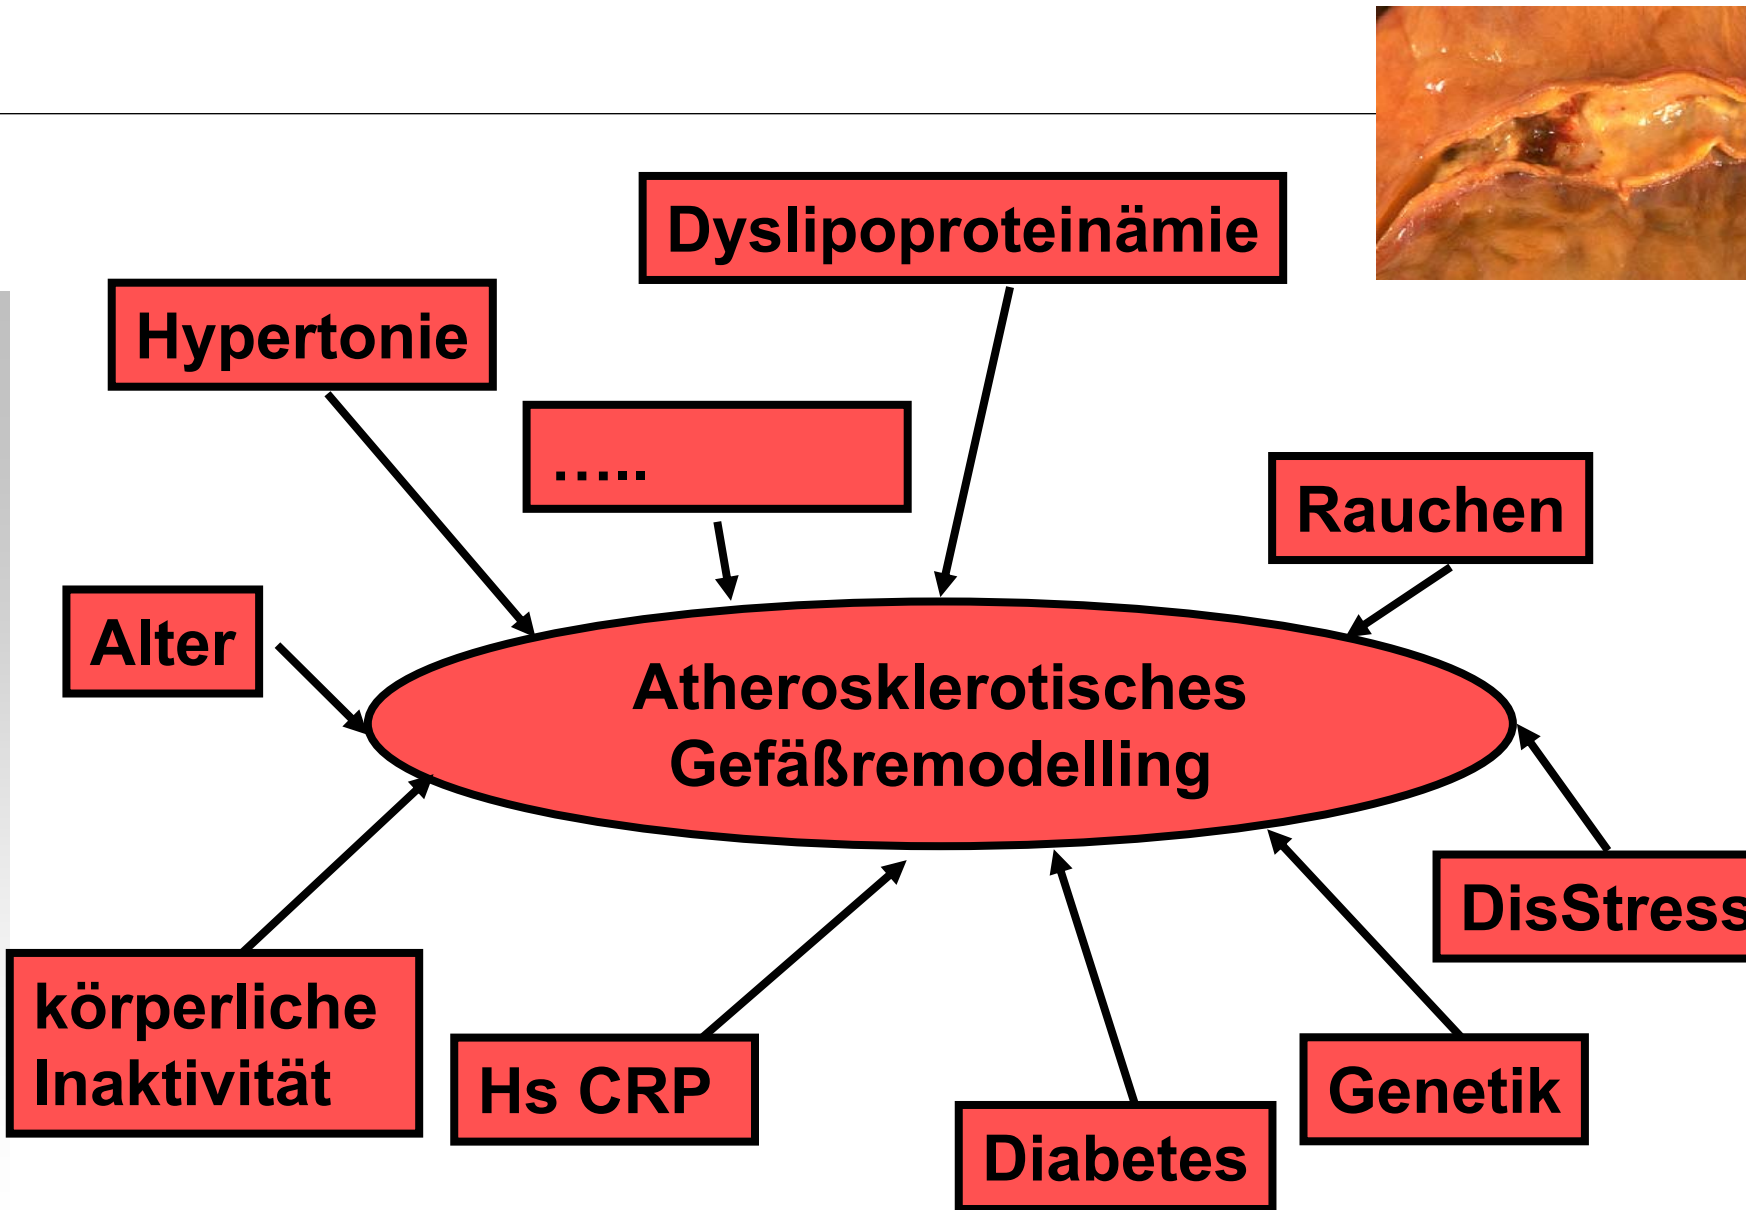 Dyslipoproteinämie
Hypertonie
…..
Rauchen
Alter
Atherosklerotisches
Gefäßremodelling
DisStress
körperliche
Inaktivität
Hs CRP
Diabetes
Genetik